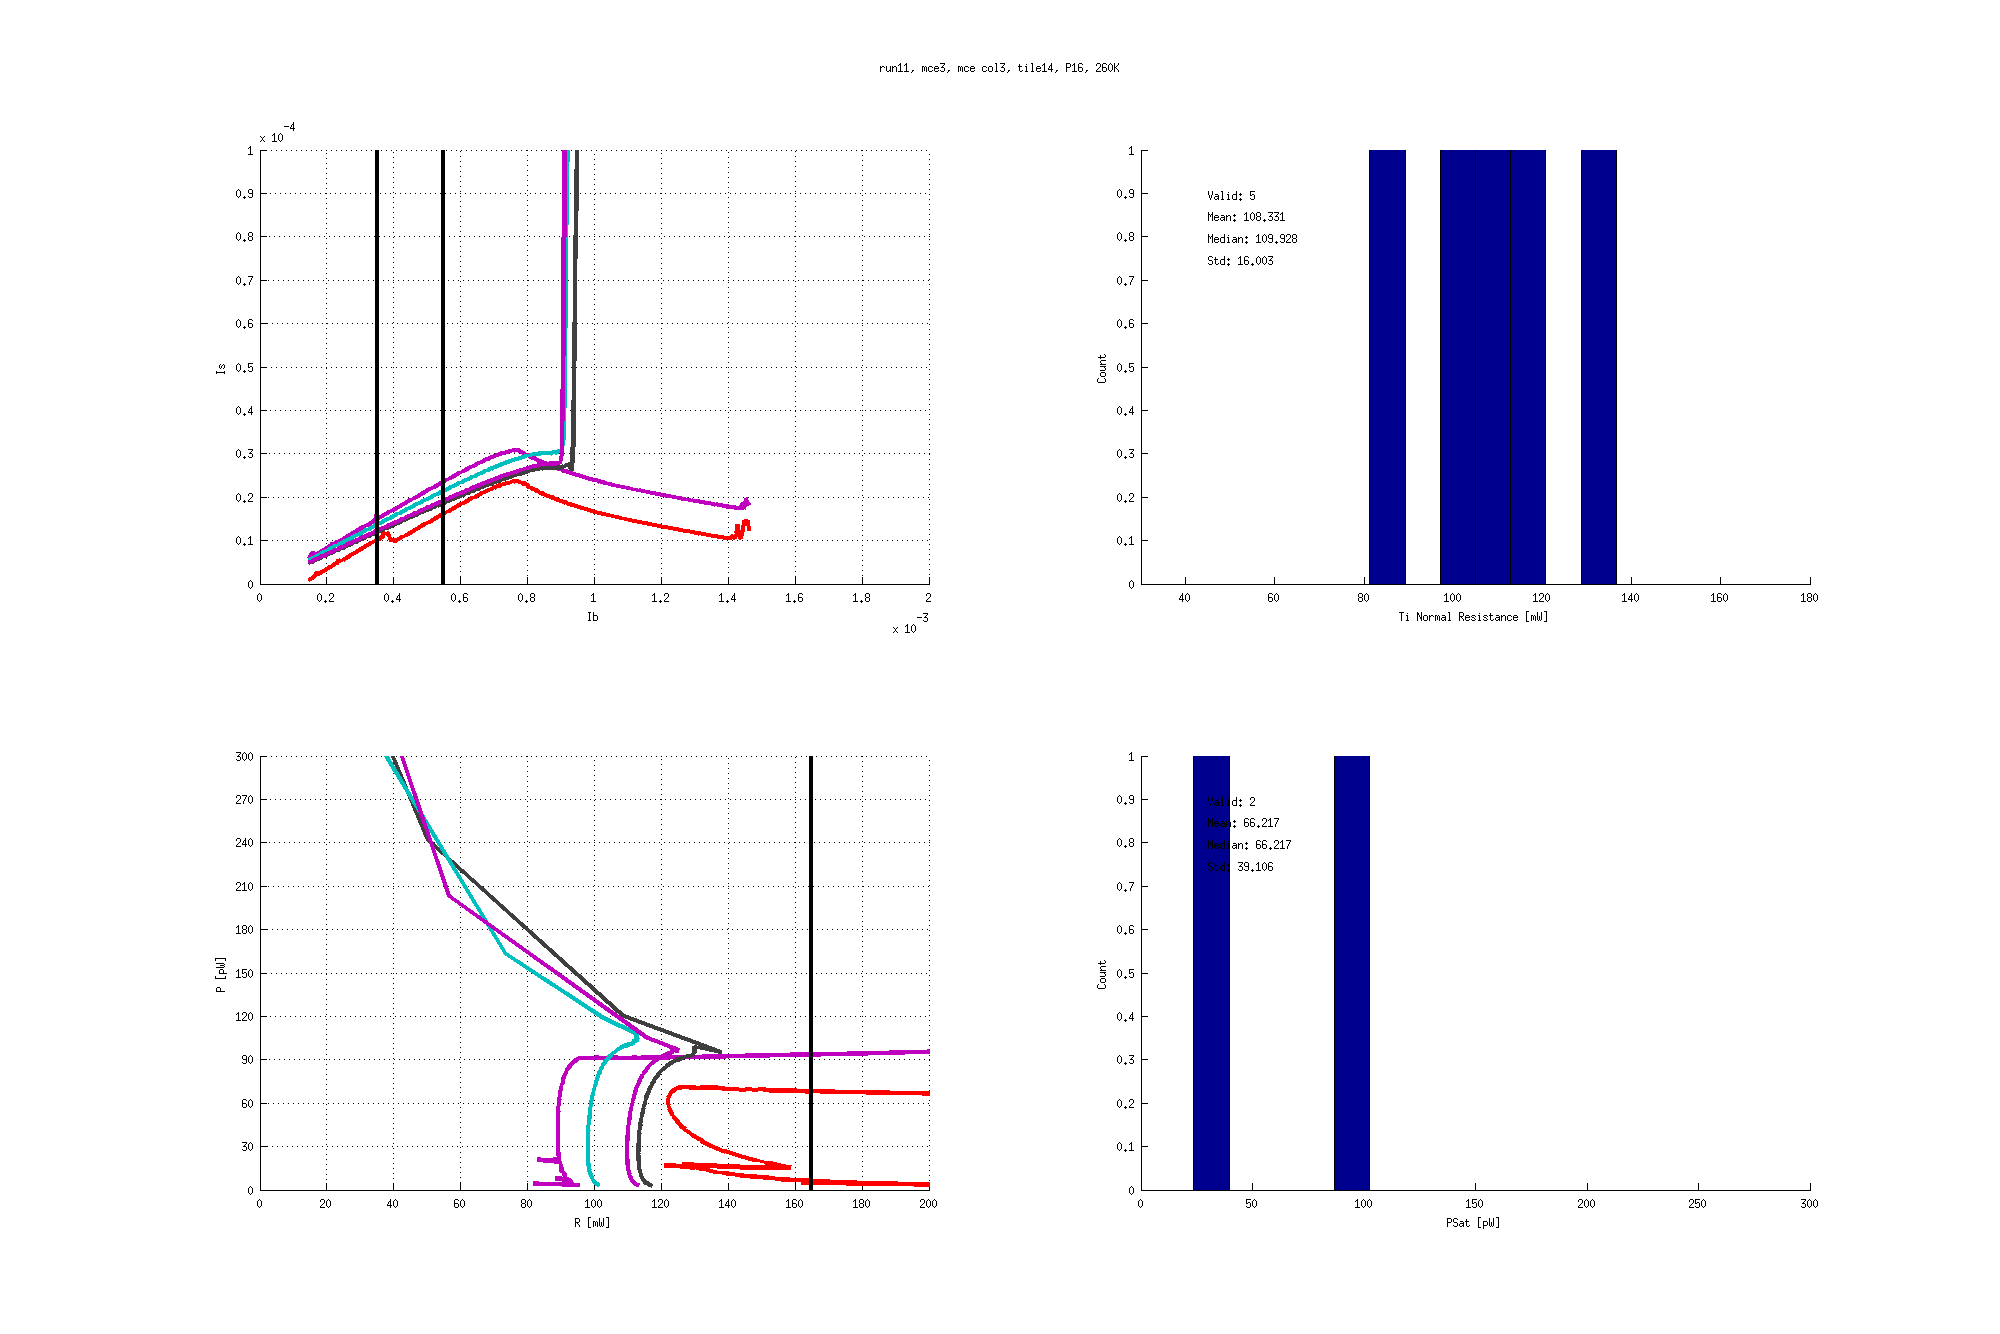 run11, mce3, mce col3, tile14, P16, 260K
x 10^-4
1
0.9
0.8
0.7
0.6
0.5
0.4
0.3
0.2
0.1
0
Is
0 0.2 0.4 0.6 0.8 1 1.2 1.4 1.6 1.8 2
Ib
x 10^-3
1
0.9
0.8
0.7
0.6
0.5
0.4
0.3
0.2
0.1
0
Count
Valid: 5
Mean: 108.331
Median: 109.928
Std: 16.003
40 60 80 100 120 140 160 180
Ti Normal Resistance [mW]
300
270
240
210
180
150
120
90
60
30
0
P [pW]
0 20 40 60 80 100 120 140 160 180 200
R [mW]
1
0.9
0.8
0.7
0.6
0.5
0.4
0.3
0.2
0.1
0
Count
Valid: 2
Mean: 66.217
Median: 66.217
Std: 39.106
0 50 100 150 200 250 300
PSat [pW]